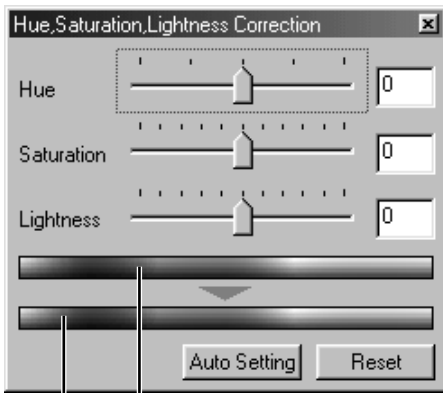 Hue,Saturation,Lightness Correction
Hue 0
Saturation 0
Lightness 0
Auto Setting Reset